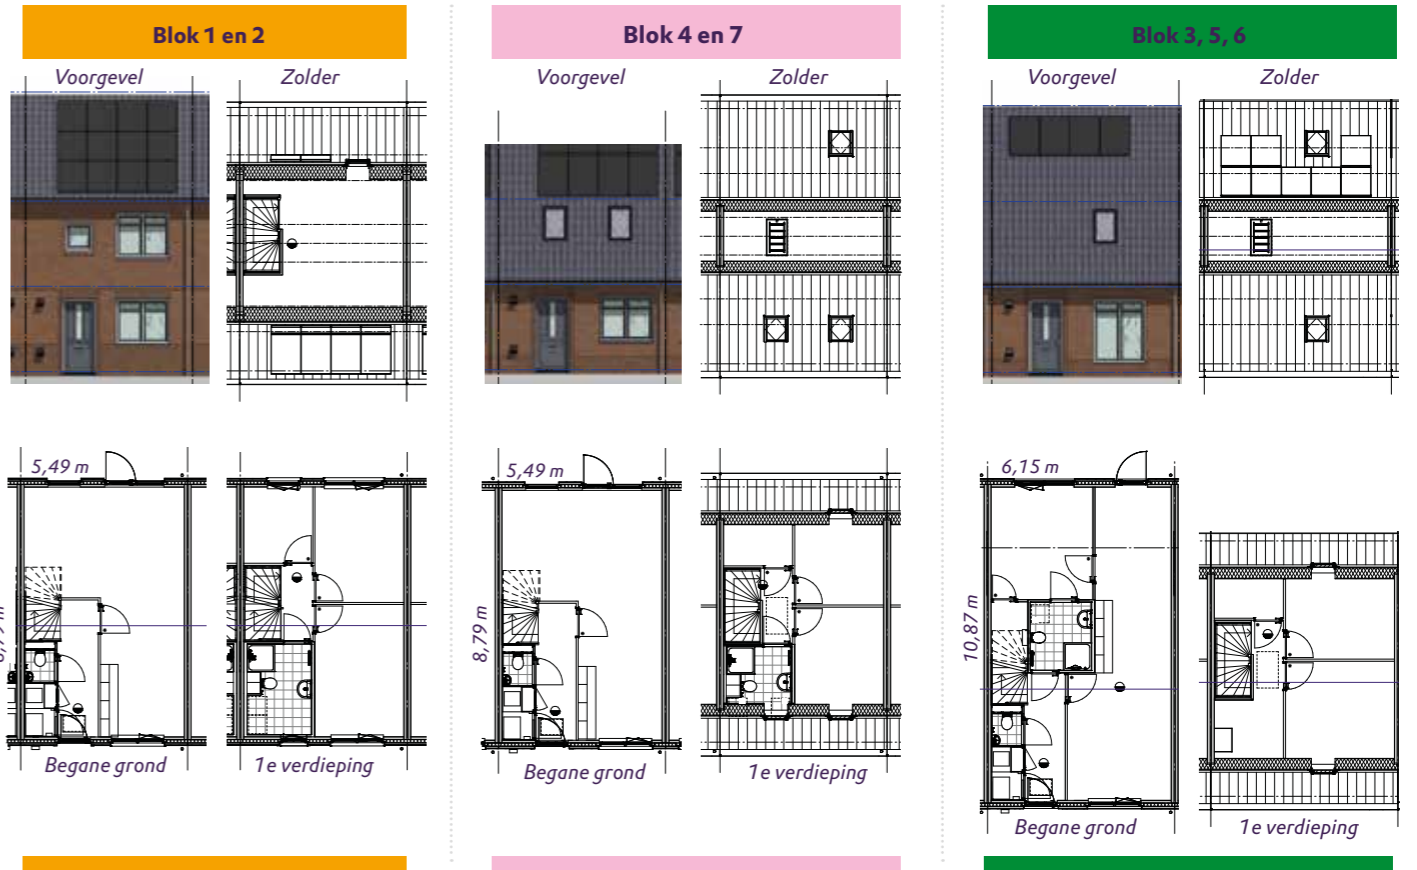 Blok 1 en 2
Voorgevel
Zolder
5,49 m
Begane grond
1e verdieping
Blok 4 en 7
Voorgevel
Zolder
5,49 m
8,79 m
Begane grond
1e verdieping
Blok 3, 5, 6
Voorgevel
Zolder
6,15 m
10,87 m
Begane grond
1e verdieping